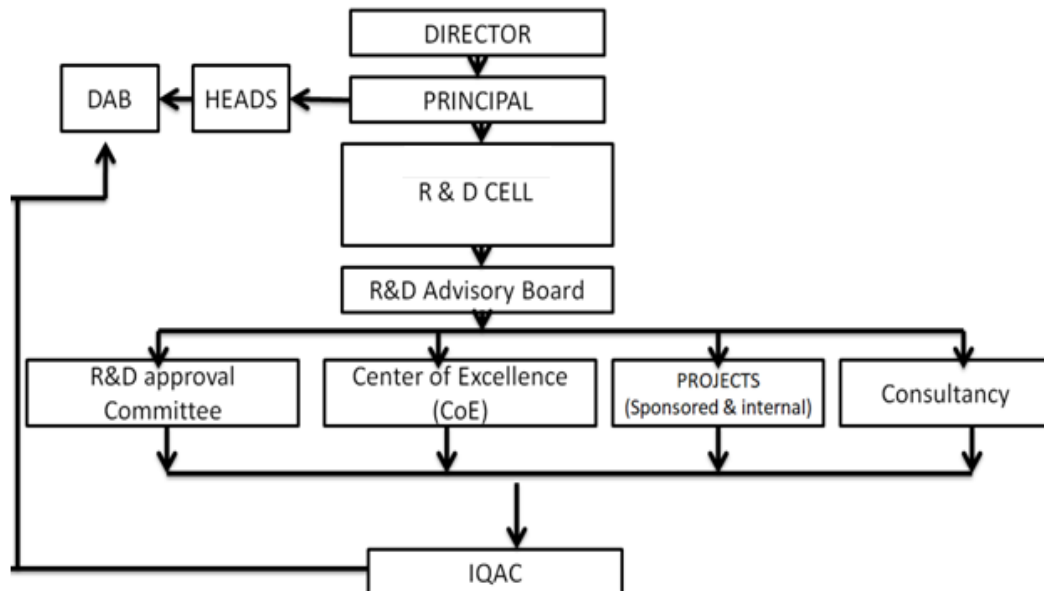 DIRECTOR
DAB
HEADS
PRINCIPAL
R & D CELL
R&D Advisory Board
R&D approval
Committee
Center of Excellence
(CoE)
PROJECTS
(Sponsored & internal)
Consultancy
IQAC